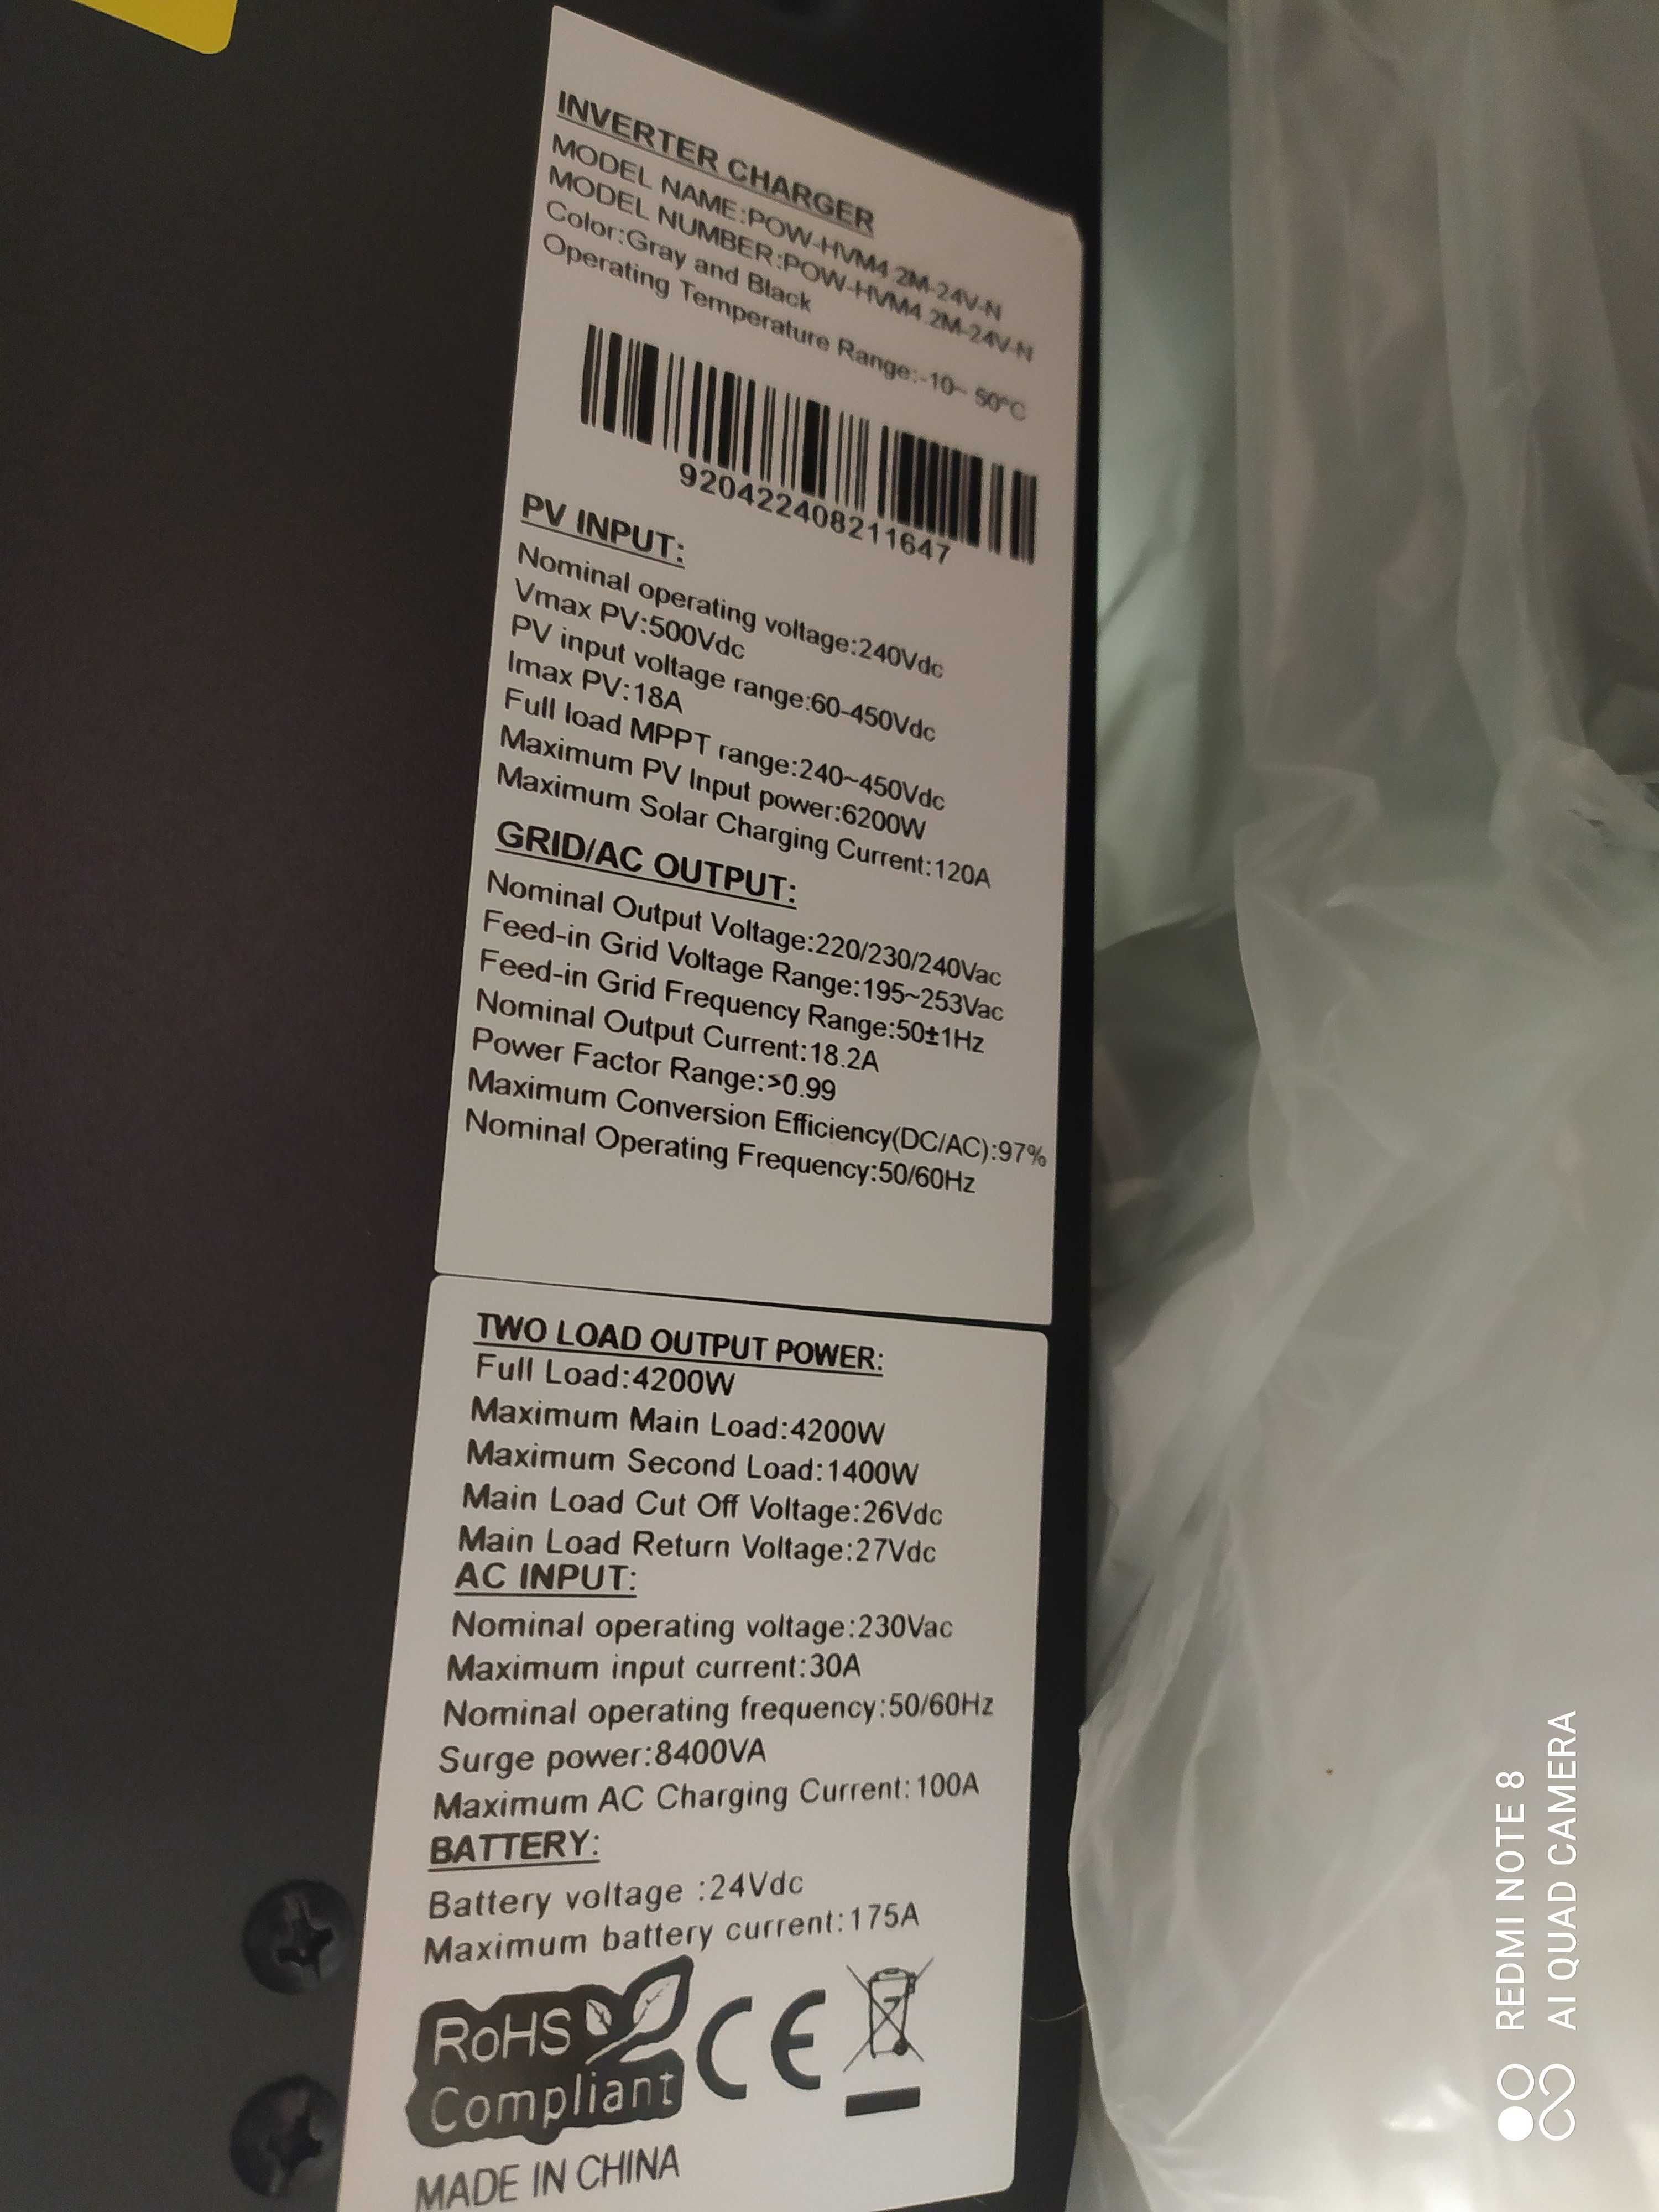 INVERTER CHARGER
MODEL NAME:POW-HVM4.2M-24V-N
MODEL NUMBER:POW-HVM4.2M-24V-N
Color:Gray and Black
Operating Temperature Range:-10~ 50°C
920422408211647
PV INPUT:
Nominal operating voltage:240Vdc
Vmax PV:500Vdc
PV input voltage range:60-450Vdc
Imax PV:18A
Full load MPPT range:240~450Vdc
Maximum PV Input power:6200W
Maximum Solar Charging Current:120A
GRID/AC OUTPUT:
Nominal Output Voltage:220/230/240Vac
Feed-in Grid Voltage Range:195~253Vac
Feed-in Grid Frequency Range:50±1Hz
Nominal Output Current:18.2A
Power Factor Range:>0.99
Maximum Conversion Efficiency(DC/AC):97%
Nominal Operating Frequency:50/60Hz
TWO LOAD OUTPUT POWER:
Full Load:4200W
Maximum Main Load:4200W
Maximum Second Load:1400W
Main Load Cut Off Voltage:26Vdc
Main Load Return Voltage:27Vdc
AC INPUT:
Nominal operating voltage:230Vac
Maximum input current:30A
Nominal operating frequency:50/60Hz
Surge power:8400VA
Maximum AC Charging Current:100A
BATTERY:
Battery voltage :24Vdc
Maximum battery current:175A
RoHS
Compliant
CE
MADE IN CHINA
REDMI NOTE 8
AI QUAD CAMERA